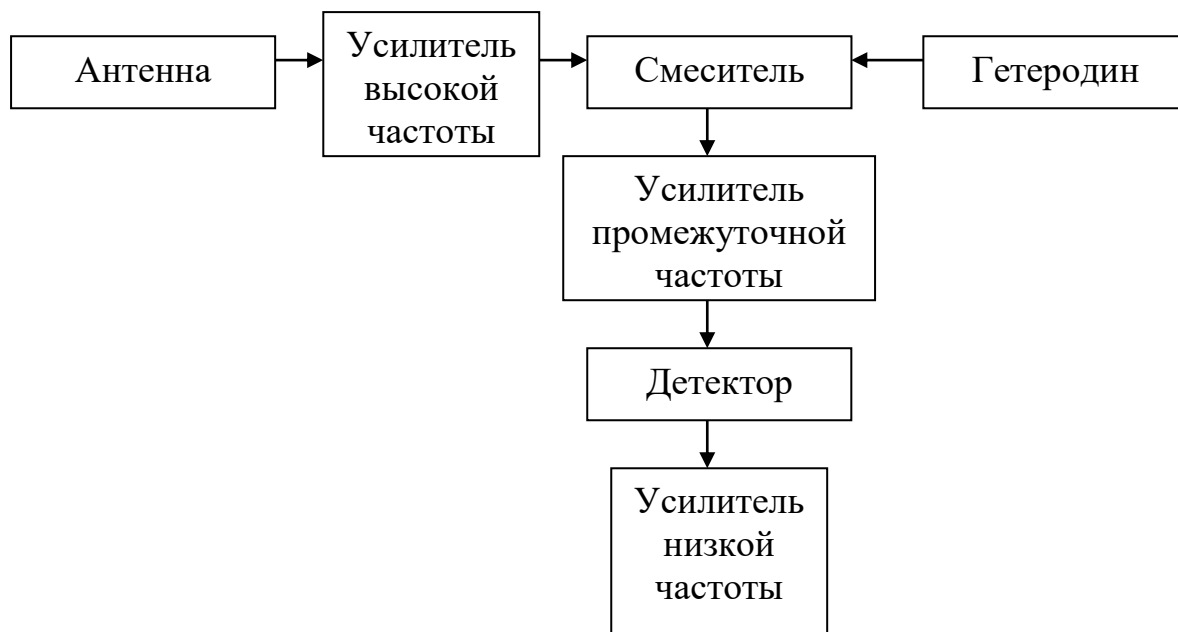 Антенна
Усилитель
высокой
частоты
Смеситель
Гетеродин
Усилитель
промежуточной
частоты
Детектор
Усилитель
низкой
частоты